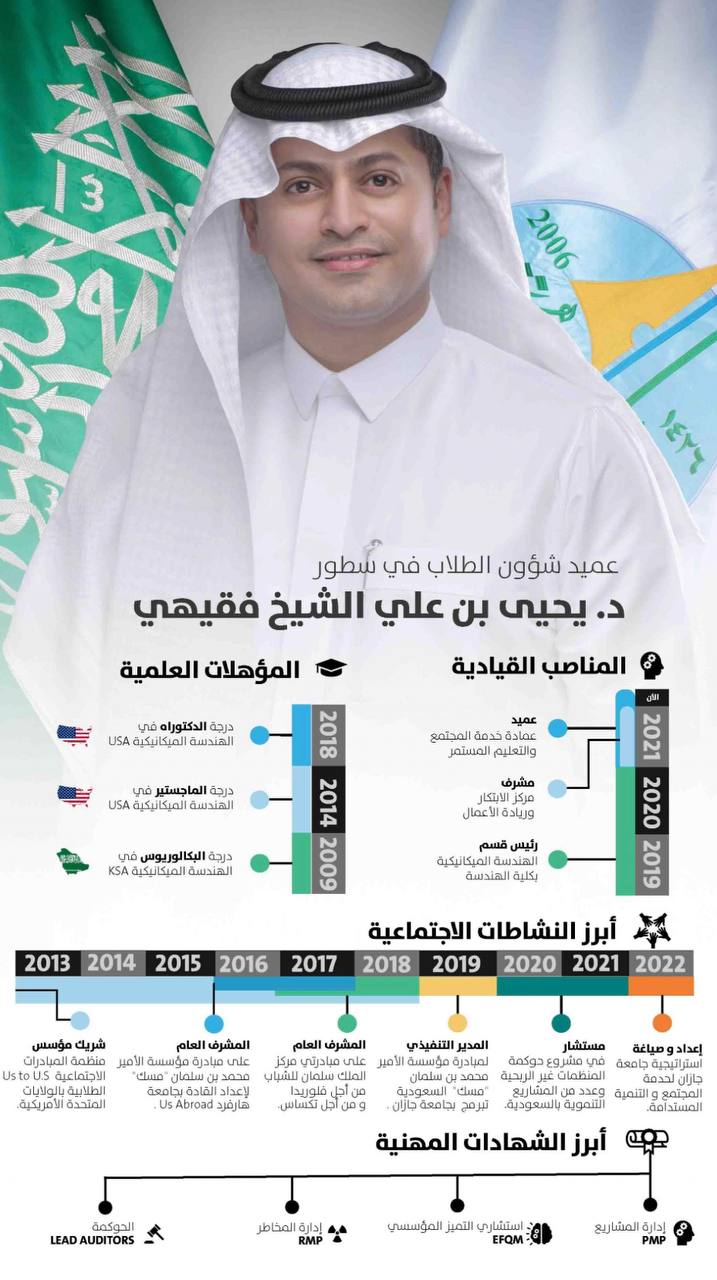 2006
١٤٢٦
عميد شؤون الطلاب في سطور
د. يحيى بن علي الشيخ فقيهي
المناصب القيادية
الآن
2021
2020
2019
عميد
عمادة خدمة المجتمع
والتعليم المستمر
مشرف
مركز الابتكار
وريادة الأعمال
رئيس قسم
الهندسة الميكانيكية
بكلية الهندسة
المؤهلات العلمية
2018
درجة الدكتوراه في
الهندسة الميكانيكية USA
2014
درجة الماجستير في
الهندسة الميكانيكية USA
2009
درجة البكالوريوس في
الهندسة الميكانيكية KSA
أبرز النشاطات الاجتماعية
2013 2014 2015 2016 2017 2018 2019 2020 2021 2022
إعداد و صياغة
استراتيجية جامعة
جازان لخدمة
المجتمع و التنمية
المستدامة.
مستشار
في مشروع حوكمة
المنظمات غير الربحية
وعدد من المشاريع
التنموية بالسعودية.
المدير التنفيذي
لمبادرة مؤسسة الأمير
محمد بن سلمان
"مسك" السعودية
تبرمج بجامعة جازان .
المشرف العام
على مبادرتي مركز
الملك سلمان للشباب
من أجل فلوريدا
و من أجل تكساس.
المشرف العام
على مبادرة مؤسسة الأمير
محمد بن سلمان "مسك"
لإعداد القادة بجامعة
هارفرد Us Abroad .
شريك مؤسس
منظمة المبادرات
الاجتماعية Us to U.S
الطلابية بالولايات
المتحدة الأمريكية.
أبرز الشهادات المهنية
إدارة المشاريع
PMP
استشاري التميز المؤسسي
EFQM
إدارة المخاطر
RMP
الحوكمة
LEAD AUDITORS